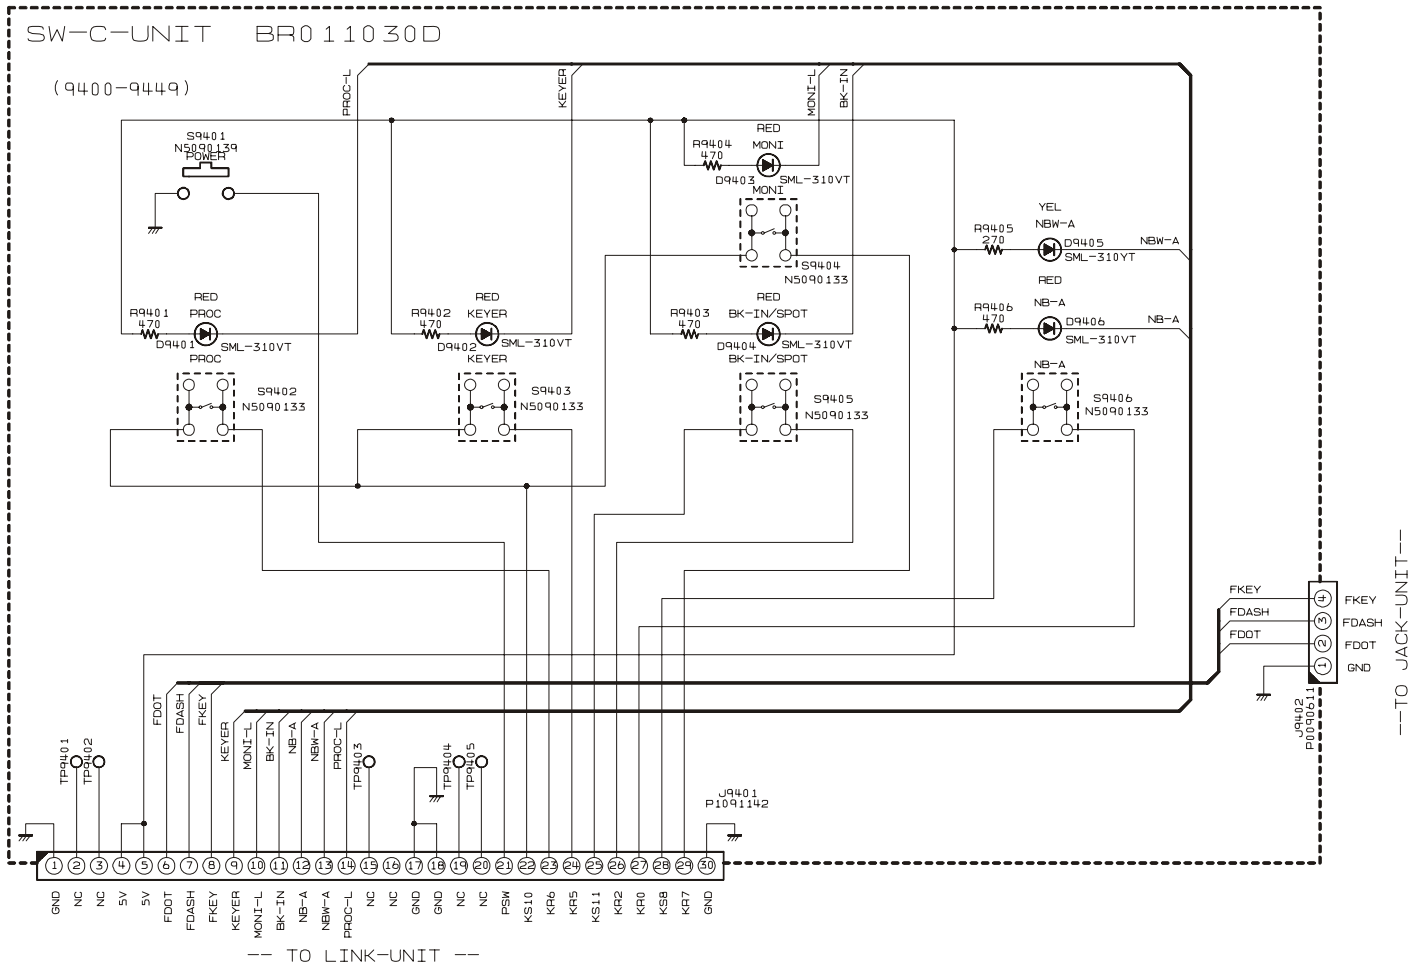 SW-C-UNIT BR011030D
(9400-9449)
PROC-L
KEYER
MONI-L
BK-IN
S9401
N5090139
POWER
RED
MONI
R9404
470
D9403
SML-310VT
MONI
S9404
N5090133
YEL
NBW-A
R9405
270
D9405
SML-310YT
NBW-A
RED
NB-A
R9406
470
D9406
SML-310VT
NB-A
RED
PROC
R9401
470
D9401
SML-310VT
PROC
RED
KEYER
R9402
470
D9402
SML-310VT
KEYER
RED
BK-IN/SPOT
R9403
470
D9404
SML-310VT
BK-IN/SPOT
NB-A
S9402
N5090133
S9403
N5090133
S9405
N5090133
S9406
N5090133
FKEY
FDASH
FDOT
4
3
2
1
FKEY
FDASH
FDOT
GND
J9402
P0090611
--TO JACK-UNIT--
FDOT
FDASH
FKEY
KEYER
MONI-L
BK-IN
NB-A
NBW-A
PROC-L
TP9401
TP9402
TP9403
TP9404
TP9405
J9401
P1091142
1 2 3 4 5 6 7 8 9 10 11 12 13 14 15 16 17 18 19 20 21 22 23 24 25 26 27 28 29 30
GND
NC
NC
5V
5V
FDOT
FDASH
FKEY
KEYER
MONI-L
BK-IN
NB-A
NBW-A
PROC-L
NC
NC
GND
GND
NC
NC
PSW
KS10
KR6
KR5
KS11
KR2
KR0
KS8
KR7
GND
-- TO LINK-UNIT --